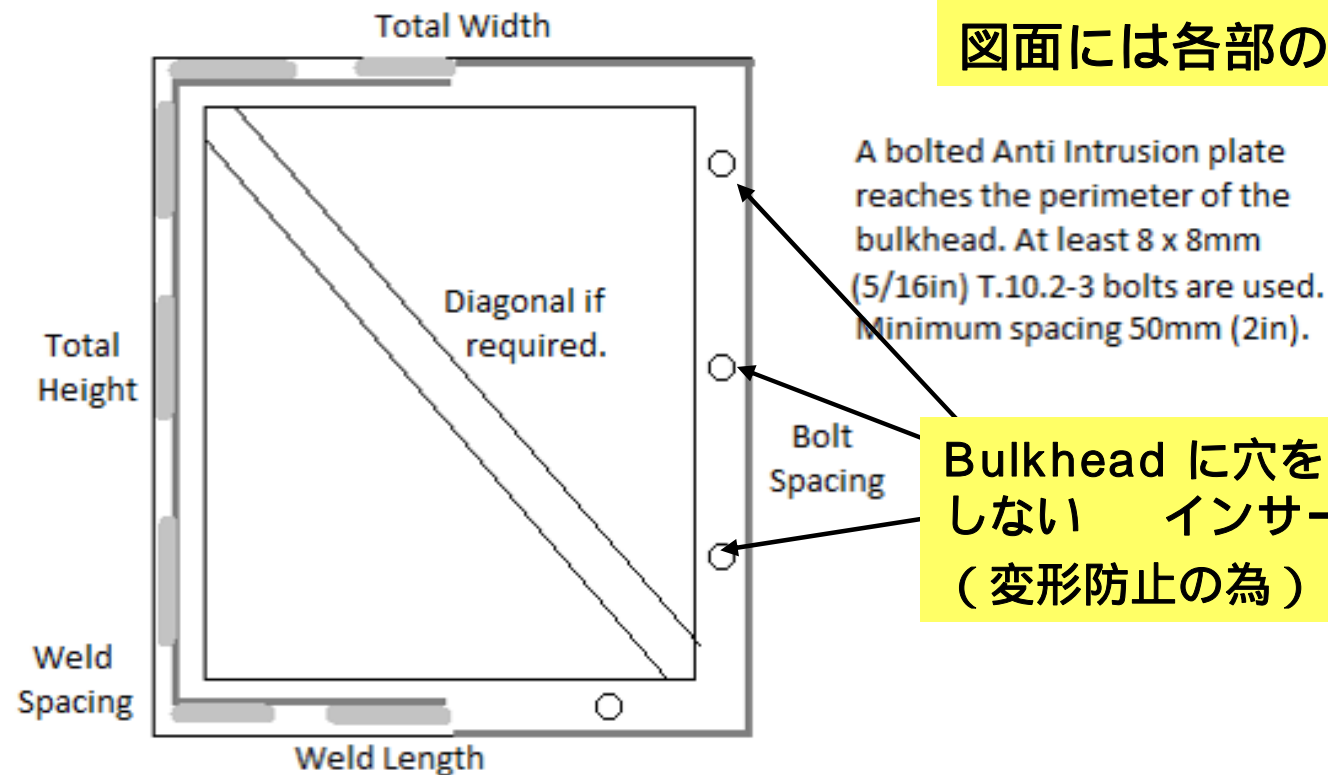 Total Width
図面には各部の
A bolted Anti Intrusion plate
reaches the perimeter of the
bulkhead. At least 8 x 8mm
(5/16in) T.10.2-3 bolts are used.
Minimum spacing 50mm (2in).
Diagonal if
required.
Total
Height
Bolt
Spacing
Bulkhead に穴を
しない　インサー
（変形防止の為）
Weld
Spacing
Weld Length